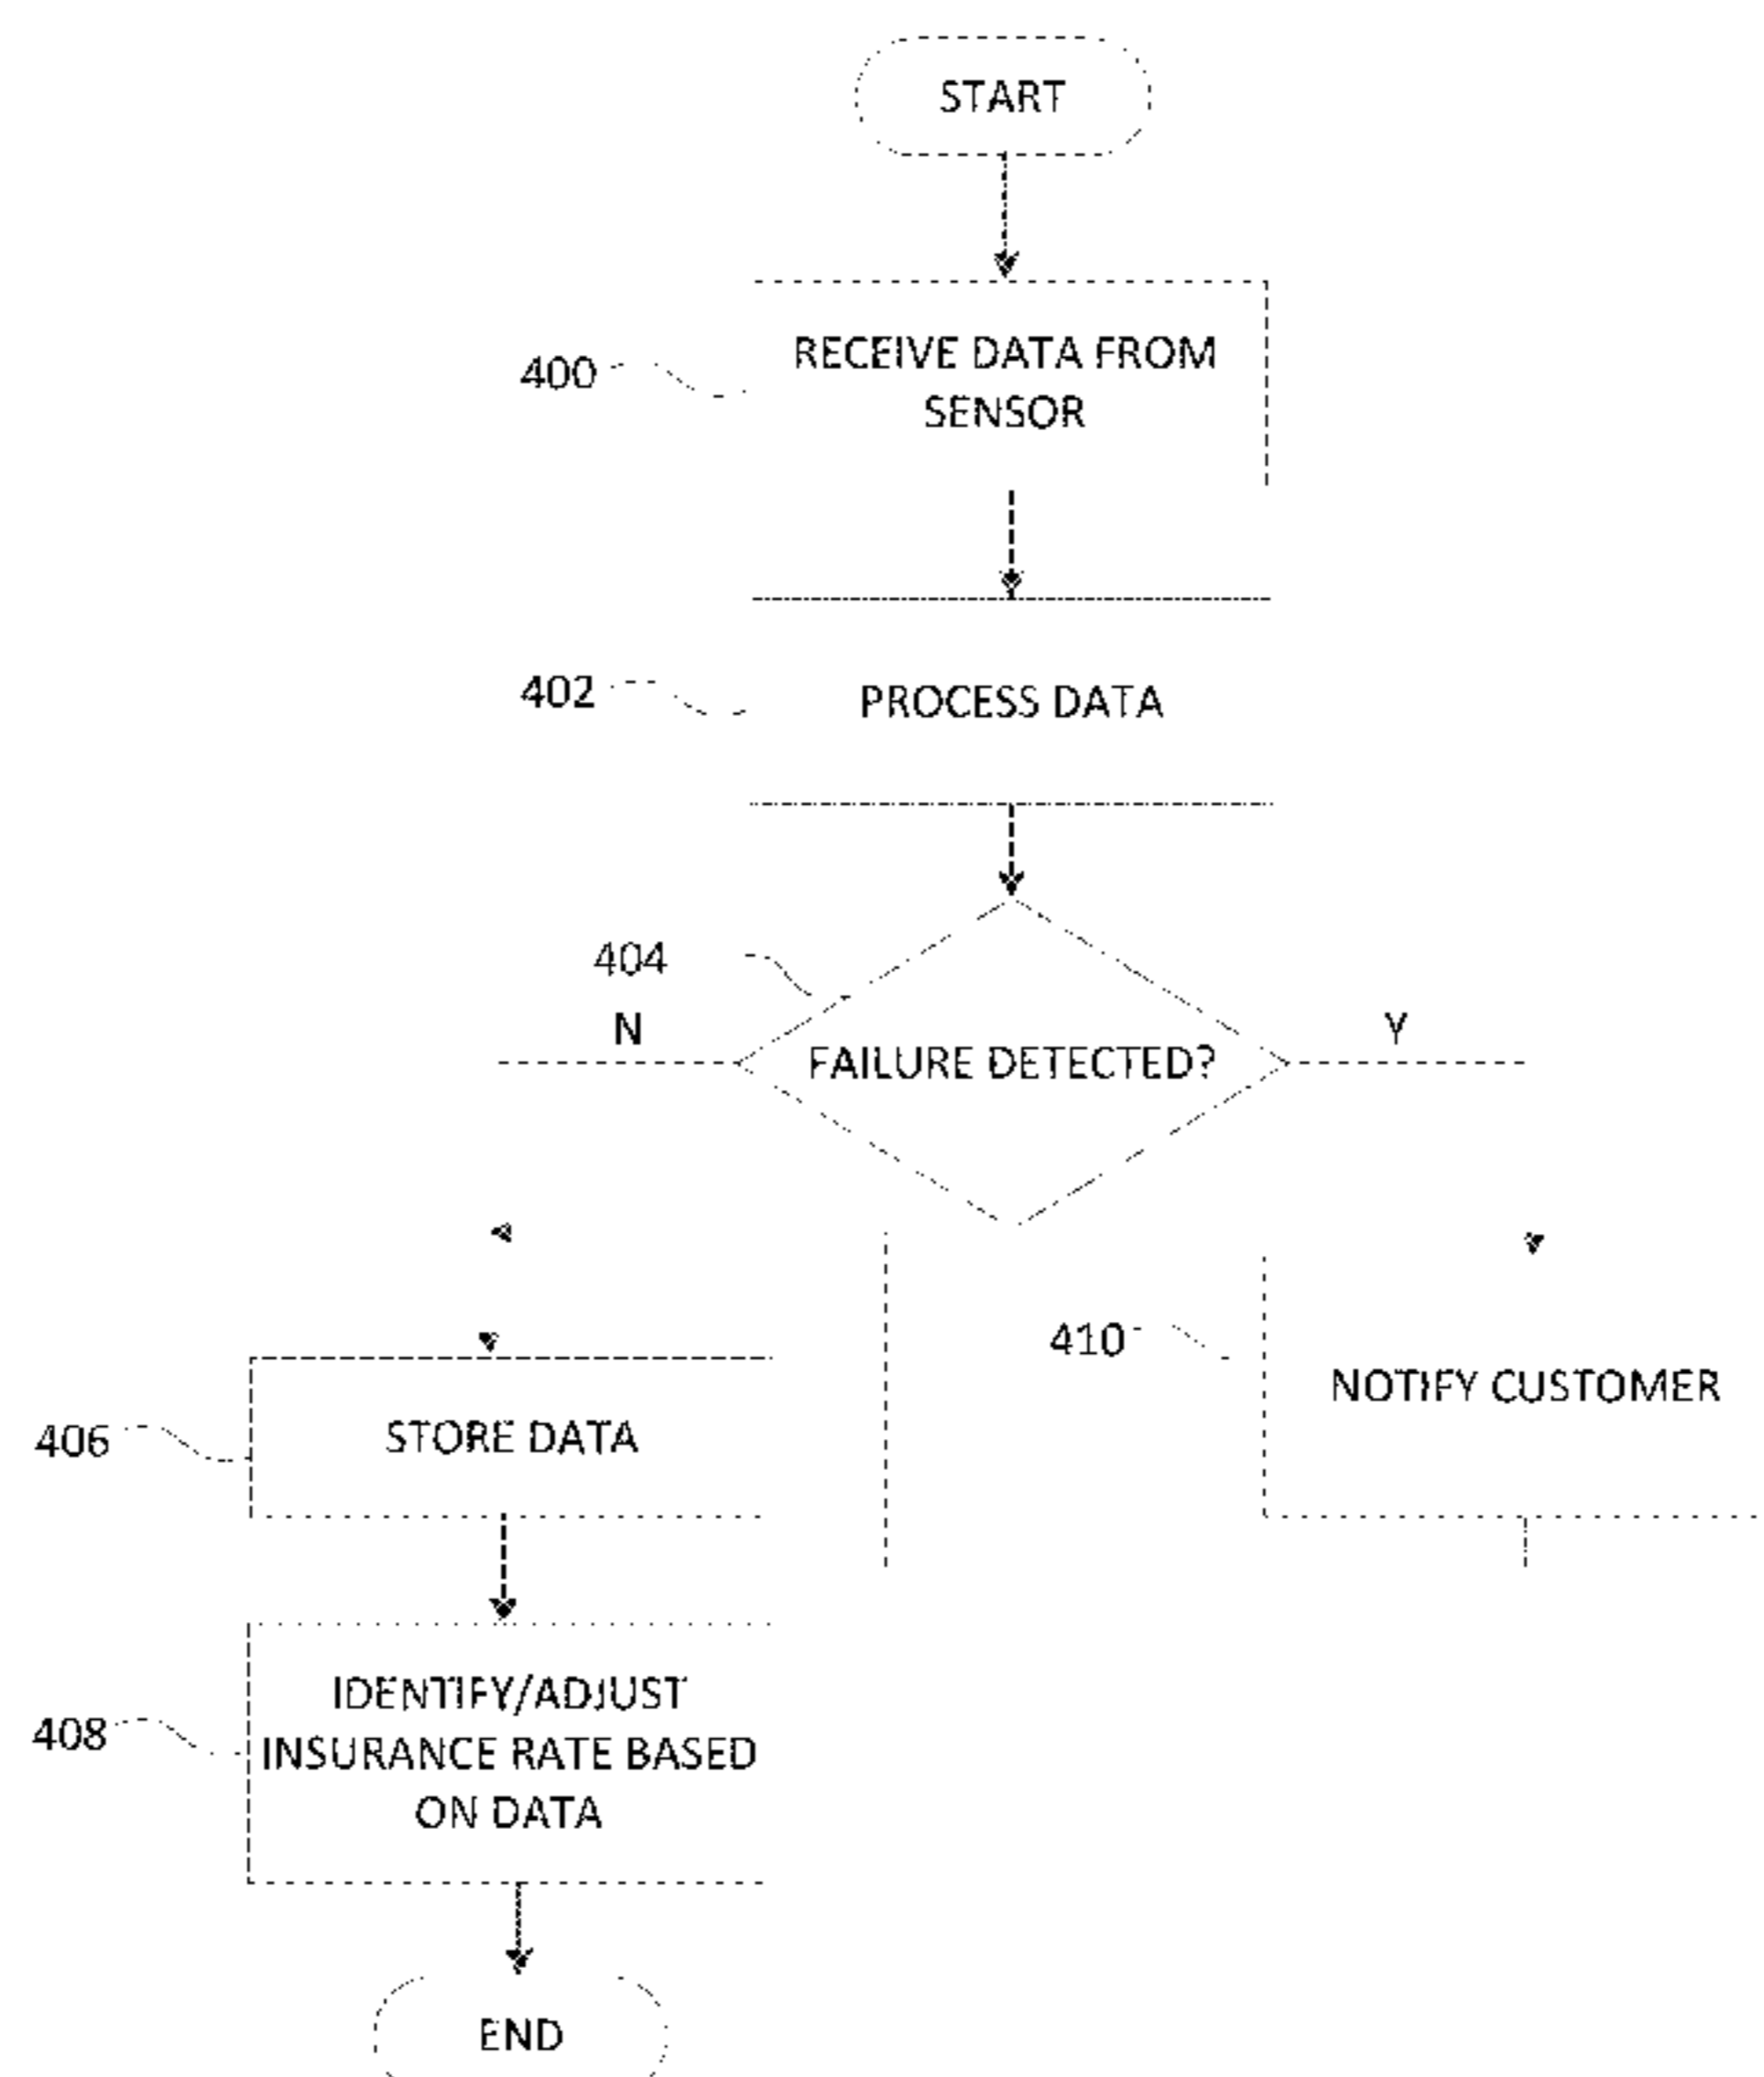 START
400
RECEIVE DATA FROM
SENSOR
402
PROCESS DATA
404
N
FAILURE DETECTED?
Y
406
STORE DATA
410
NOTIFY CUSTOMER
408
IDENTIFY/ADJUST
INSURANCE RATE BASED
ON DATA
END